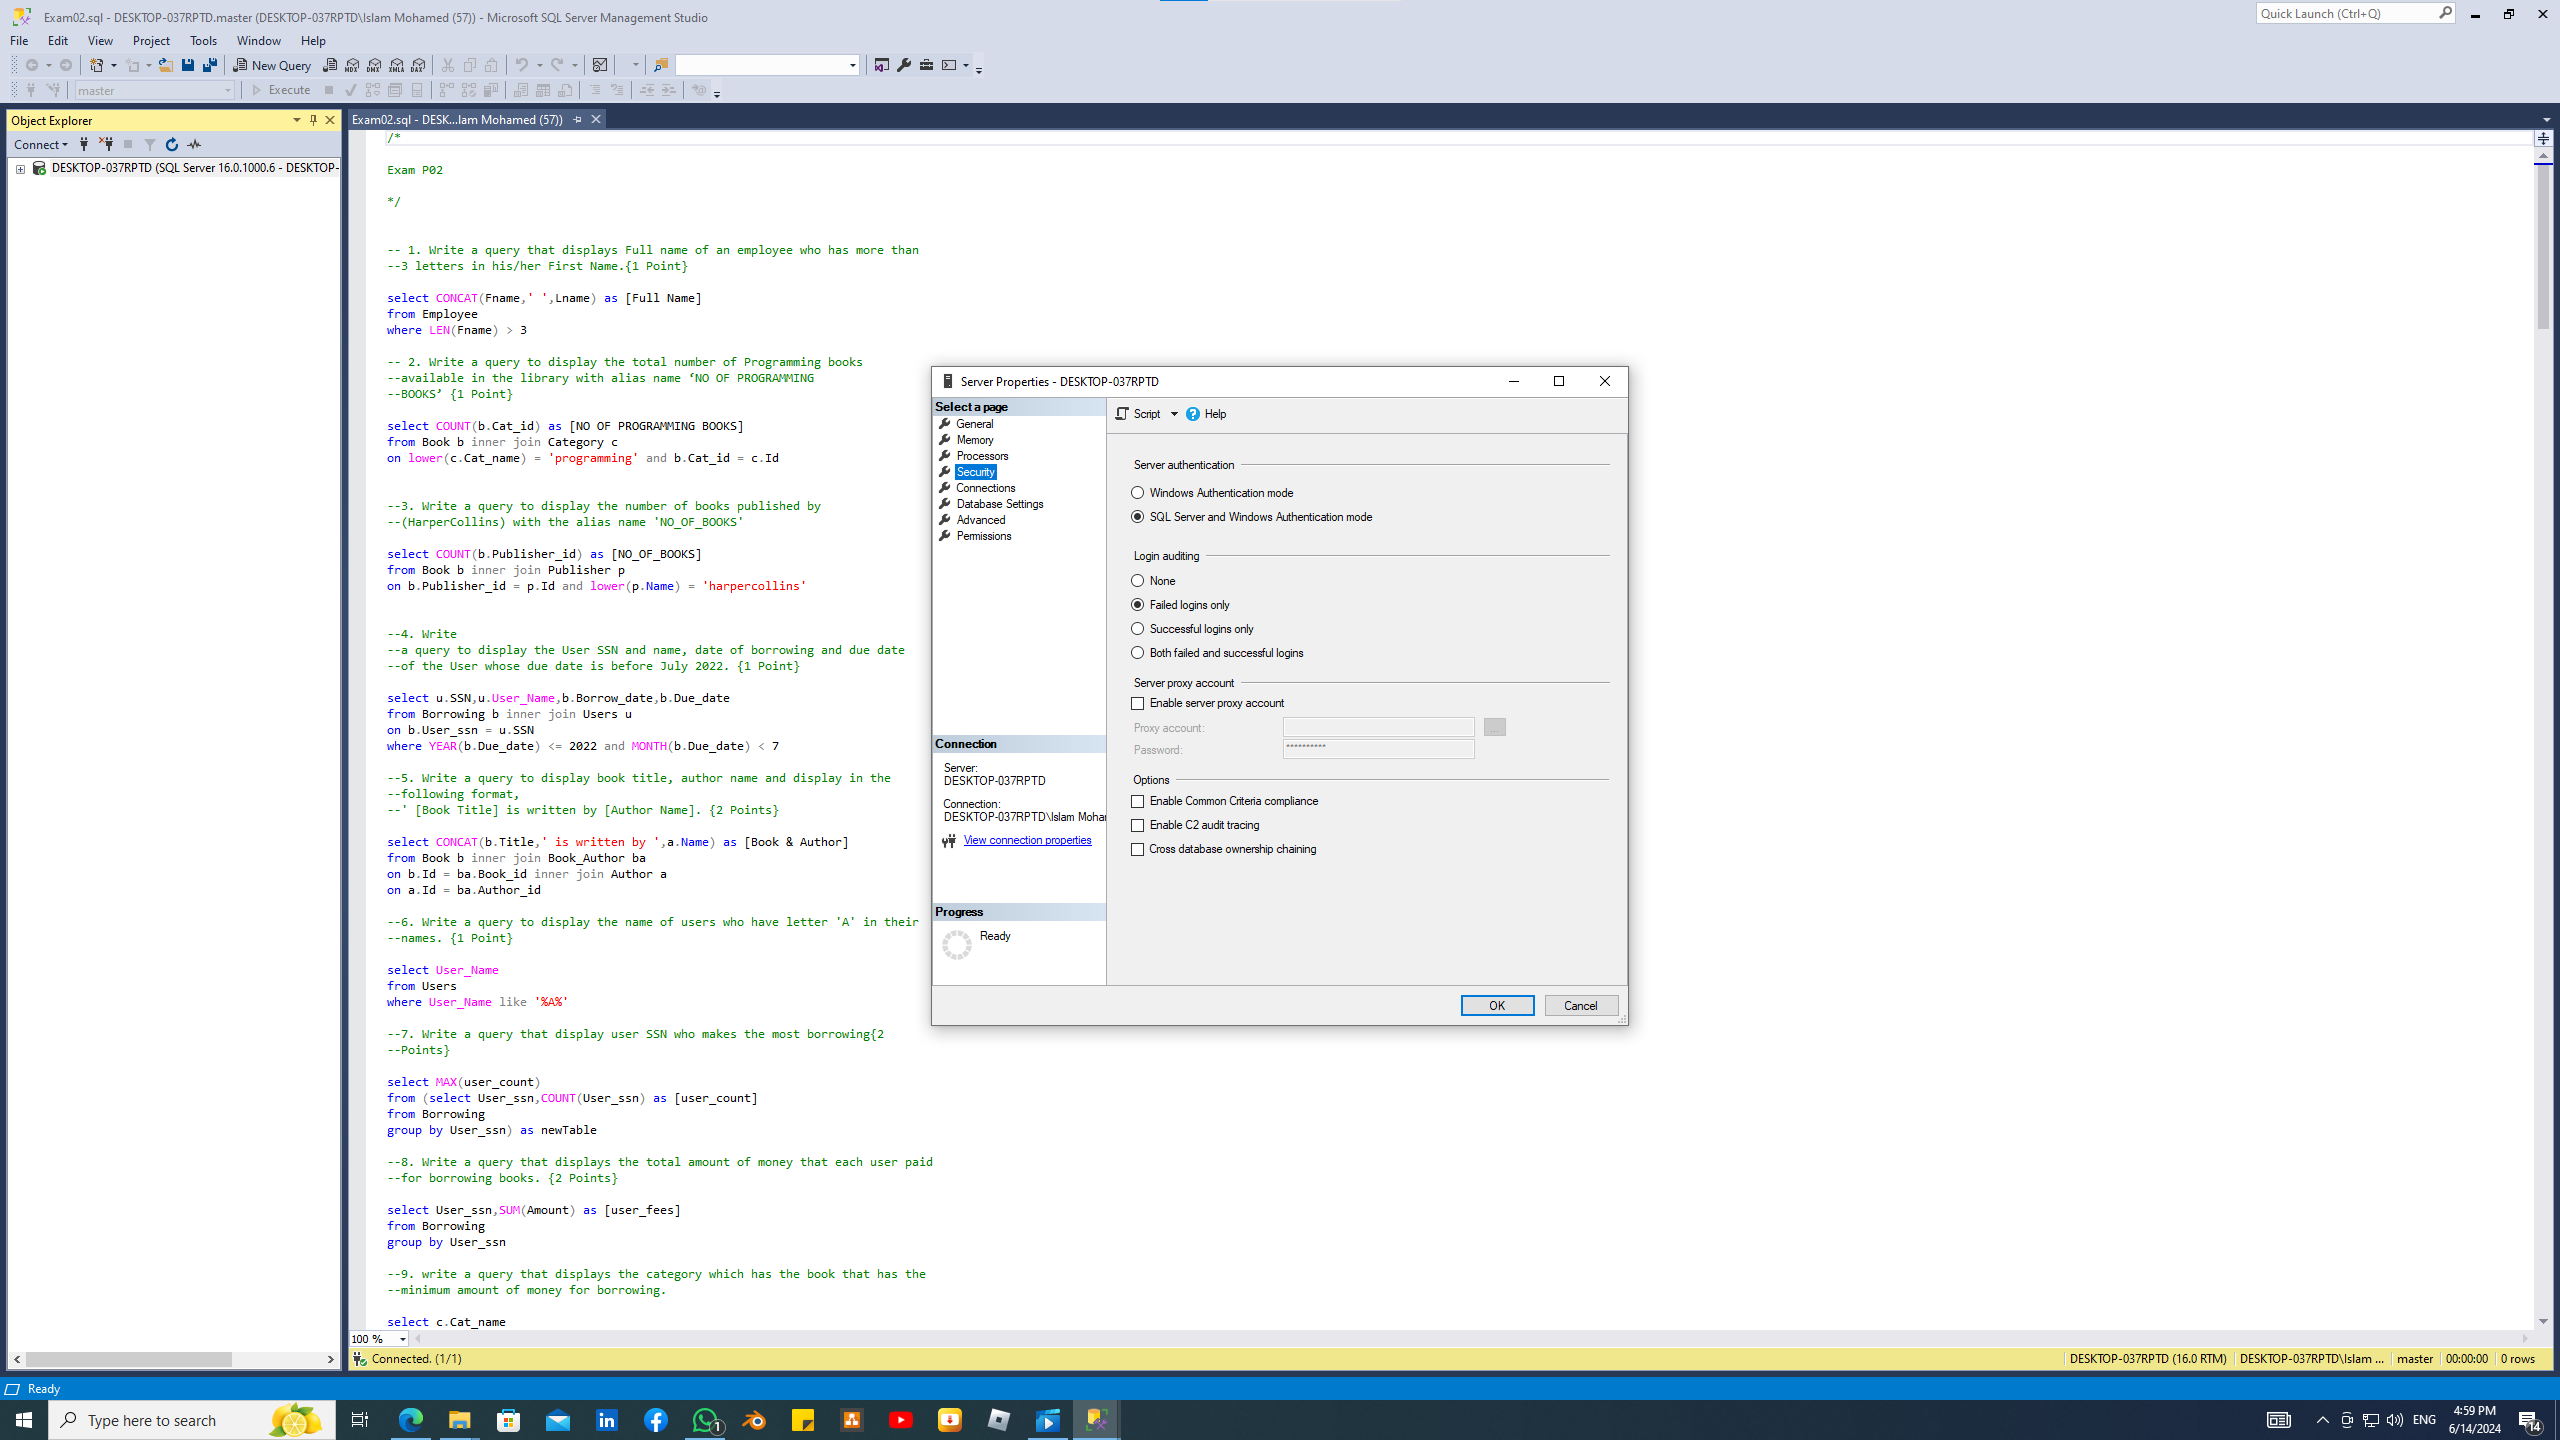 Exam02.sql - DESKTOP-037RPTD.master (DESKTOP-037RPTD\Islam Mohamed (57)) - Microsoft SQL Server Management Studio
Quick Launch (Ctrl+Q)
File Edit View Project Tools Window Help
New Query
MDX DMX XMLA DAX
master
Execute
Object Explorer
Connect
DESKTOP-037RPTD (SQL Server 16.0.1000.6 - DESKTOP-
Exam02.sql - DESK...lam Mohamed (57))
/*
Exam P02
*/
-- 1. Write a query that displays Full name of an employee who has more than
--3 letters in his/her First Name.{1 Point}
select CONCAT(Fname,' ',Lname) as [Full Name]
from Employee
where LEN(Fname) > 3
-- 2. Write a query to display the total number of Programming books
--available in the library with alias name ‘NO OF PROGRAMMING
--BOOKS’ {1 Point}
select COUNT(b.Cat_id) as [NO OF PROGRAMMING BOOKS]
from Book b inner join Category c
on lower(c.Cat_name) = 'programming' and b.Cat_id = c.Id
--3. Write a query to display the number of books published by
--(HarperCollins) with the alias name 'NO_OF_BOOKS'
select COUNT(b.Publisher_id) as [NO_OF_BOOKS]
from Book b inner join Publisher p
on b.Publisher_id = p.Id and lower(p.Name) = 'harpercollins'
--4. Write
--a query to display the User SSN and name, date of borrowing and due date
--of the User whose due date is before July 2022. {1 Point}
select u.SSN,u.User_Name,b.Borrow_date,b.Due_date
from Borrowing b inner join Users u
on b.User_ssn = u.SSN
where YEAR(b.Due_date) <= 2022 and MONTH(b.Due_date) < 7
--5. Write a query to display book title, author name and display in the
--following format,
--' [Book Title] is written by [Author Name]. {2 Points}
select CONCAT(b.Title,' is written by ',a.Name) as [Book & Author]
from Book b inner join Book_Author ba
on b.Id = ba.Book_id inner join Author a
on a.Id = ba.Author_id
--6. Write a query to display the name of users who have letter 'A' in their
--names. {1 Point}
select User_Name
from Users
where User_Name like '%A%'
--7. Write a query that display user SSN who makes the most borrowing{2
--Points}
select MAX(user_count)
from (select User_ssn,COUNT(User_ssn) as [user_count]
from Borrowing
group by User_ssn) as newTable
--8. Write a query that displays the total amount of money that each user paid
--for borrowing books. {2 Points}
select User_ssn,SUM(Amount) as [user_fees]
from Borrowing
group by User_ssn
--9. write a query that displays the category which has the book that has the
--minimum amount of money for borrowing.
select c.Cat_name
Server Properties - DESKTOP-037RPTD
Select a page
General
Memory
Processors
Security
Connections
Database Settings
Advanced
Permissions
Connection
Server:
DESKTOP-037RPTD
Connection:
DESKTOP-037RPTD\Islam Mohar
View connection properties
Progress
Ready
Script Help
Server authentication
Windows Authentication mode
SQL Server and Windows Authentication mode
Login auditing
None
Failed logins only
Successful logins only
Both failed and successful logins
Server proxy account
Enable server proxy account
Proxy account:
...
Password:
**********
Options
Enable Common Criteria compliance
Enable C2 audit tracing
Cross database ownership chaining
OK Cancel
100 %
Connected. (1/1)
DESKTOP-037RPTD (16.0 RTM) DESKTOP-037RPTD\Islam ... master 00:00:00 0 rows
Ready
Type here to search
1
ENG
4:59 PM
6/14/2024
14